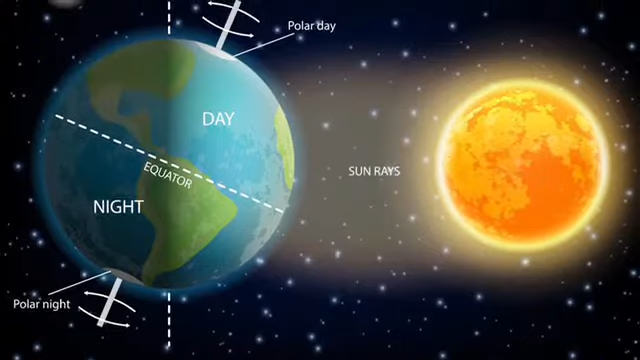 Polar day
DAY
SUN RAYS
EQUATOR
NIGHT
Polar night